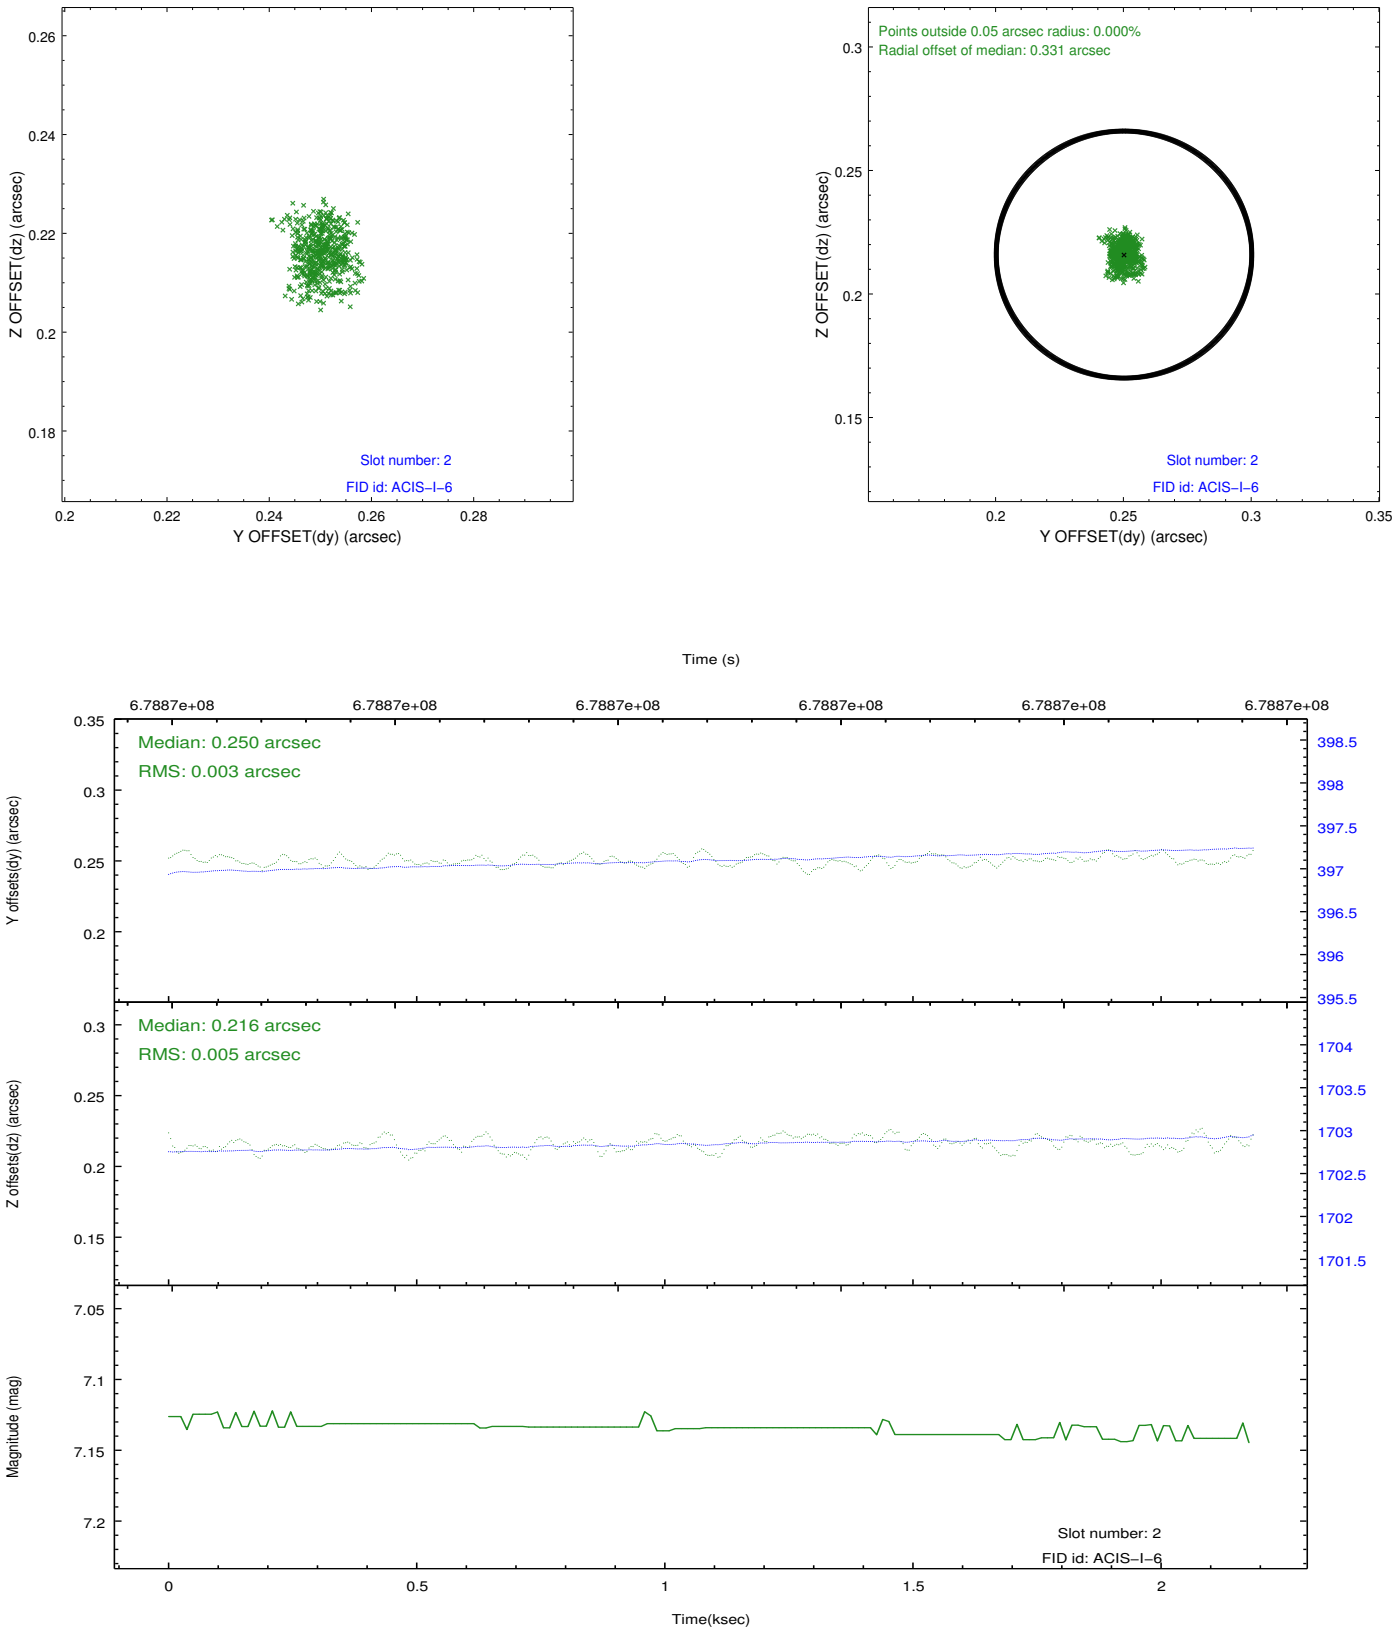 0.26
0.24
0.22
0.2
0.18
Z OFFSET(dz) (arcsec)
Slot number: 2
FID id: ACIS−I−6
0.2 0.22 0.24 0.26 0.28
Y OFFSET(dy) (arcsec)
Points outside 0.05 arcsec radius: 0.000%
Radial offset of median: 0.331 arcsec
0.3
0.25
0.2
0.15
Z OFFSET(dz) (arcsec)
Slot number: 2
FID id: ACIS−I−6
0.2 0.25 0.3 0.35
Y OFFSET(dy) (arcsec)
Time (s)
6.7887e+08 6.7887e+08 6.7887e+08 6.7887e+08 6.7887e+08 6.7887e+08
Median: 0.250 arcsec
RMS: 0.003 arcsec
0.35
0.3
0.25
0.2
Y offsets(dy) (arcsec)
398.5
398
397.5
397
396.5
396
395.5
Median: 0.216 arcsec
RMS: 0.005 arcsec
0.3
0.25
0.2
0.15
Z offsets(dz) (arcsec)
1704
1703.5
1703
1702.5
1702
1701.5
7.05
7.1
7.15
7.2
Magnitude (mag)
Slot number: 2
FID id: ACIS−I−6
0 0.5 1 1.5 2
Time(ksec)